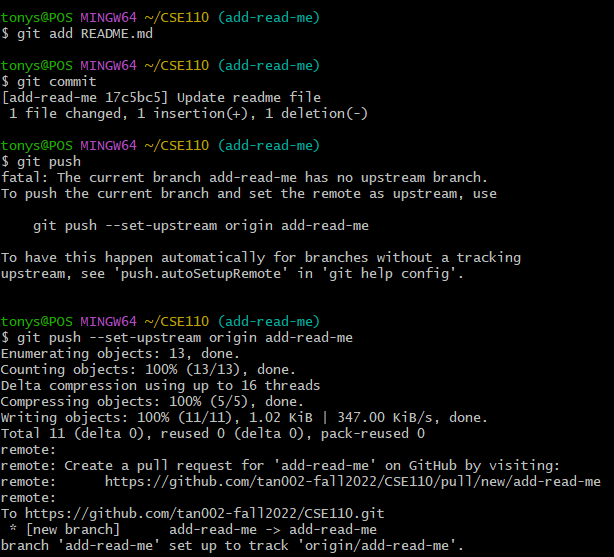 tonys@POS MINGW64 ~/CSE110 (add-read-me)
$ git add README.md
tonys@POS MINGW64 ~/CSE110 (add-read-me)
$ git commit
[add-read-me 17c5bc5] Update readme file
 1 file changed, 1 insertion(+), 1 deletion(-)
tonys@POS MINGW64 ~/CSE110 (add-read-me)
$ git push
fatal: The current branch add-read-me has no upstream branch.
To push the current branch and set the remote as upstream, use
    git push --set-upstream origin add-read-me
To have this happen automatically for branches without a tracking
upstream, see 'push.autoSetupRemote' in 'git help config'.
tonys@POS MINGW64 ~/CSE110 (add-read-me)
$ git push --set-upstream origin add-read-me
Enumerating objects: 13, done.
Counting objects: 100% (13/13), done.
Delta compression using up to 16 threads
Compressing objects: 100% (5/5), done.
Writing objects: 100% (11/11), 1.02 KiB | 347.00 KiB/s, done.
Total 11 (delta 0), reused 0 (delta 0), pack-reused 0
remote:
remote: Create a pull request for 'add-read-me' on GitHub by visiting:
remote:      https://github.com/tan002-fall2022/CSE110/pull/new/add-read-me
remote:
To https://github.com/tan002-fall2022/CSE110.git
 * [new branch]      add-read-me -> add-read-me
branch 'add-read-me' set up to track 'origin/add-read-me'.